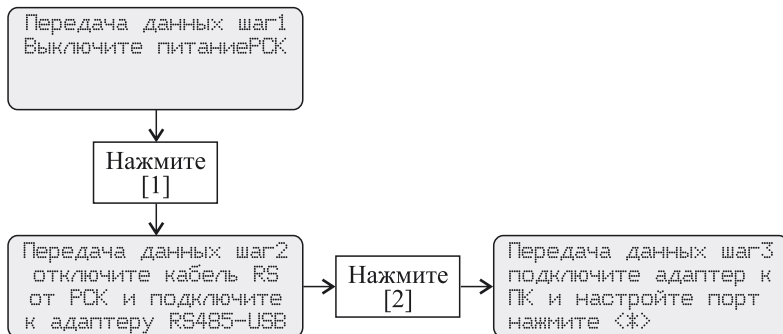 Передача данных шаг1
Выключите питаниеРСК
Нажмите
[1]
Передача данных шаг2
отключите кабель RS
от РСК и подключите
к адаптеру RS485-USB
Нажмите
[2]
Передача данных шаг3
подключите адаптер к
ПК и настройте порт
нажмите <*>